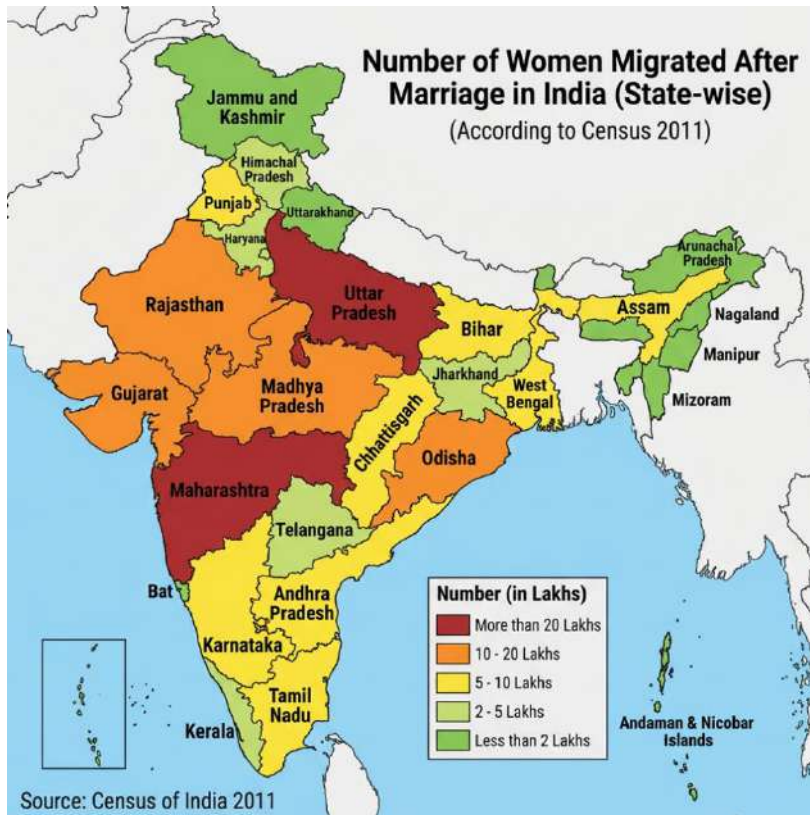 Number of Women Migrated After
Marriage in India (State-wise)
(According to Census 2011)
Jammu and
Kashmir
Himachal
Pradesh
Punjab
Uttarakhand
Haryana
Arunachal
Pradesh
Rajasthan
Uttar
Pradesh
Assam
Nagaland
Bihar
Manipur
Jharkhand
Gujarat
Madhya
Pradesh
West
Bengal
Mizoram
Chhattisgarh
Odisha
Maharashtra
Telangana
Bat
Andhra
Pradesh
Karnataka
Tamil
Nadu
Kerala
Number (in Lakhs)
More than 20 Lakhs
10 - 20 Lakhs
5 - 10 Lakhs
2 - 5 Lakhs
Less than 2 Lakhs
Andaman & Nicobar
Islands
Source: Census of India 2011